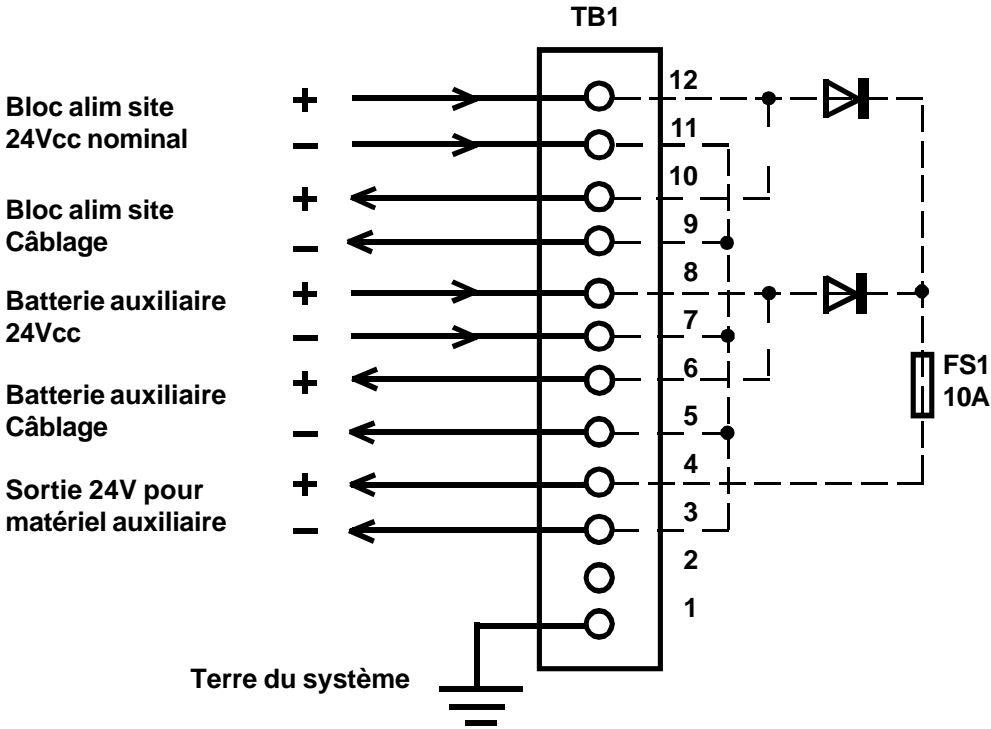 TB1
Bloc alim site
24Vcc nominal
+
−
12
11
Bloc alim site
Câblage
+
−
10
9
Batterie auxiliaire
24Vcc
+
−
8
7
Batterie auxiliaire
Câblage
+
−
6
5
FS1
10A
Sortie 24V pour
matériel auxiliaire
+
−
4
3
2
1
Terre du système